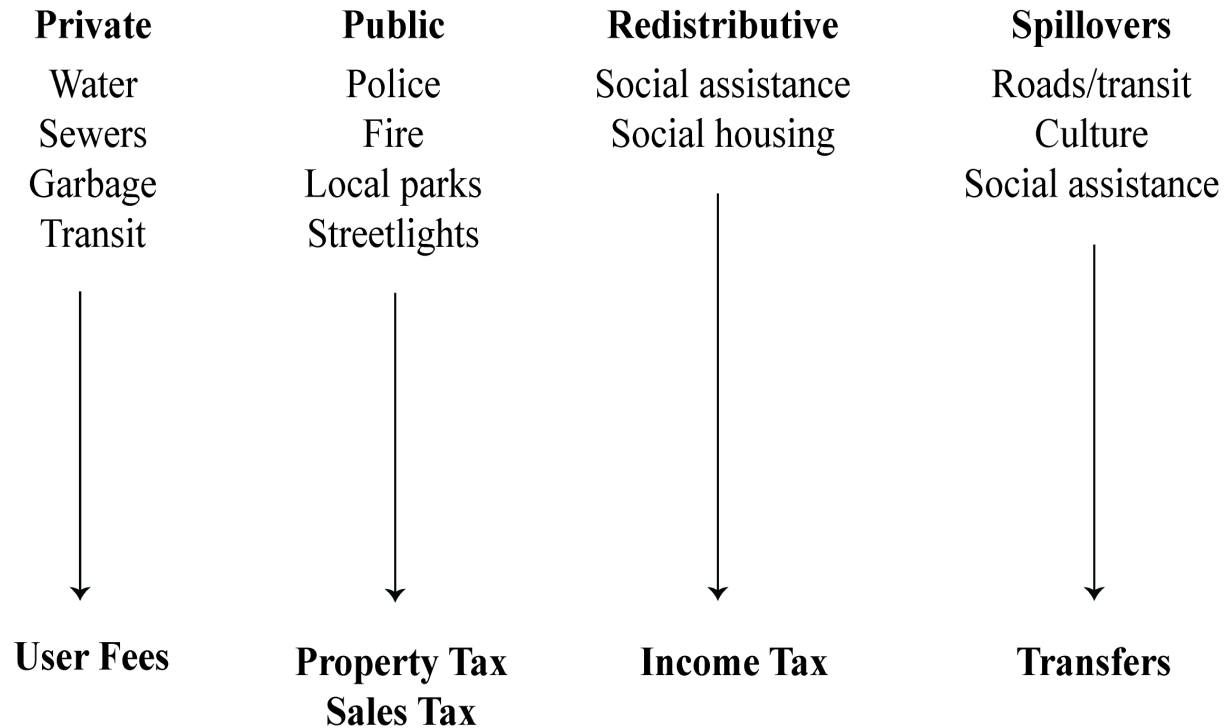 Private
Water
Sewers
Garbage
Transit
User Fees
Public
Police
Fire
Local parks
Streetlights
Property Tax
Sales Tax
Redistributive
Social assistance
Social housing
Income Tax
Spillovers
Roads/transit
Culture
Social assistance
Transfers